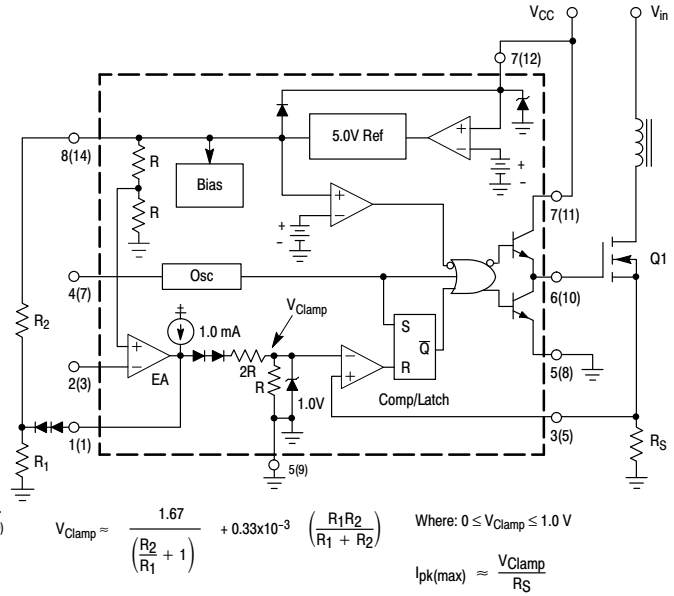 VCC
Vin
7(12)
5.0V Ref
+
–
+
–
8(14)
R
Bias
R
+
–
+
–
7(11)
Q1
4(7)
Osc
6(10)
VClamp
R2
1.0 mA
S
Q̅
R
+
–
EA
2R
R
1.0V
–
+
Comp/Latch
5(8)
2(3)
3(5)
1(1)
R1
5(9)
RS
)
VClamp ≈ 1.67 / (R2/R1 + 1) + 0.33x10–3 (R1R2 / R1 + R2) Where: 0 ≤ VClamp ≤ 1.0 V
Ipk(max) ≈ VClamp / RS